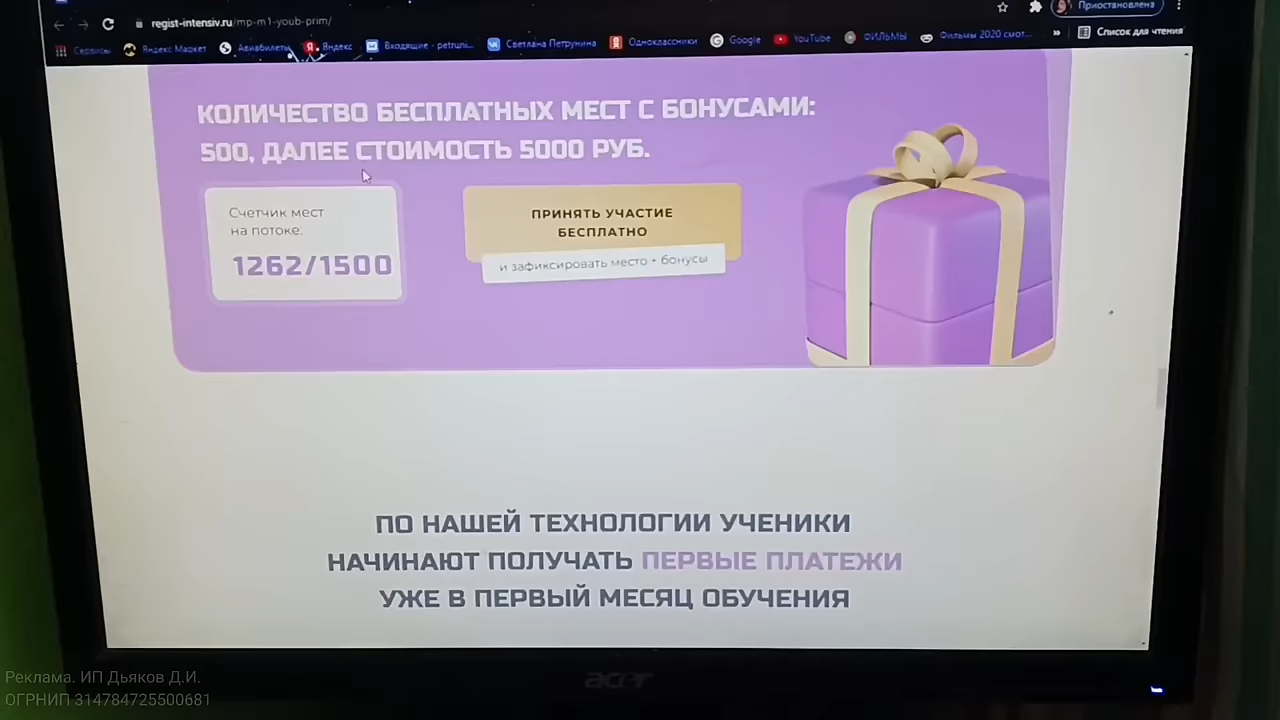 regist-intensiv.ru/mp-m1-youb-prim/
Приостановлена
Сервисы
Яндекс Маркет
Авиабилеты
Яндекс
Входящие - petruni...
Светлана Петрунина
Одноклассники
Google
YouTube
ФИЛЬМЫ
Фильмы 2020 смот...
»
Список для чтения
КОЛИЧЕСТВО БЕСПЛАТНЫХ МЕСТ С БОНУСАМИ:
500, ДАЛЕЕ СТОИМОСТЬ 5000 РУБ.
Счетчик мест
на потоке:
1262/1500
ПРИНЯТЬ УЧАСТИЕ
БЕСПЛАТНО
и зафиксировать место + бонусы
ПО НАШЕЙ ТЕХНОЛОГИИ УЧЕНИКИ
НАЧИНАЮТ ПОЛУЧАТЬ ПЕРВЫЕ ПЛАТЕЖИ
УЖЕ В ПЕРВЫЙ МЕСЯЦ ОБУЧЕНИЯ
acer
Реклама. ИП Дьяков Д.И.
ОГРНИП 314784725500681